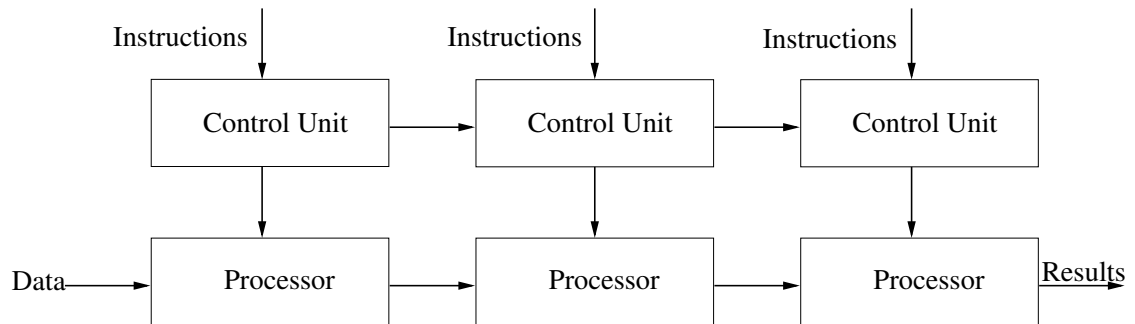 Instructions Instructions Instructions
Control Unit Control Unit Control Unit
Data Processor Processor Processor Results